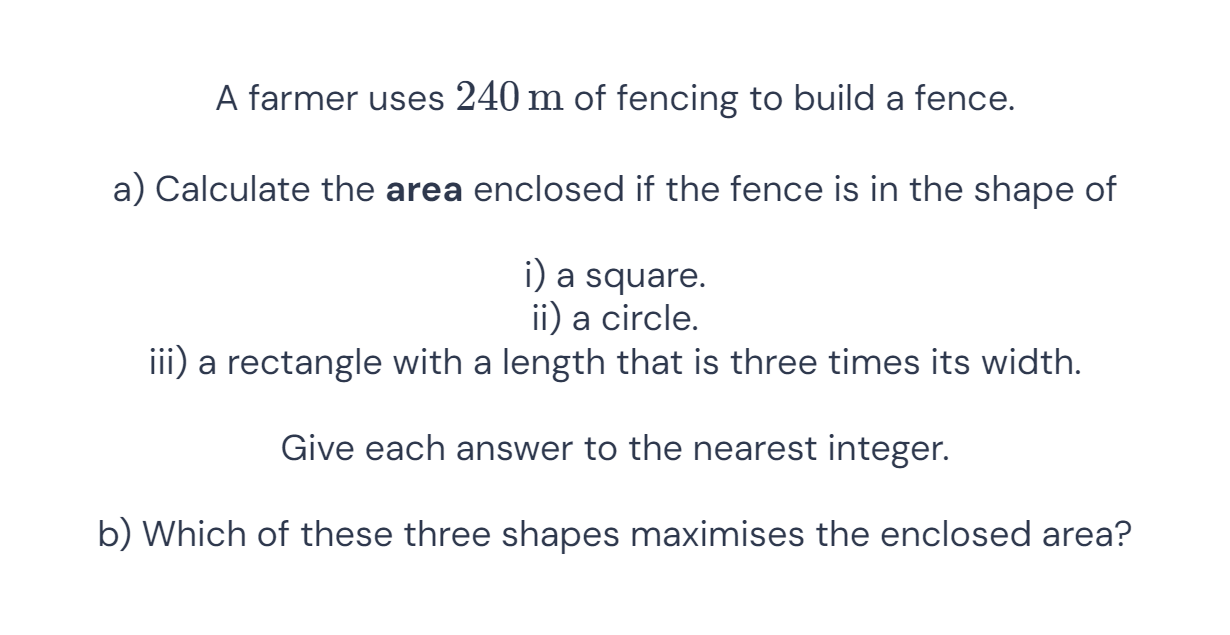 A farmer uses 240 m of fencing to build a fence.
a) Calculate the area enclosed if the fence is in the shape of
i) a square.
ii) a circle.
iii) a rectangle with a length that is three times its width.
Give each answer to the nearest integer.
b) Which of these three shapes maximises the enclosed area?